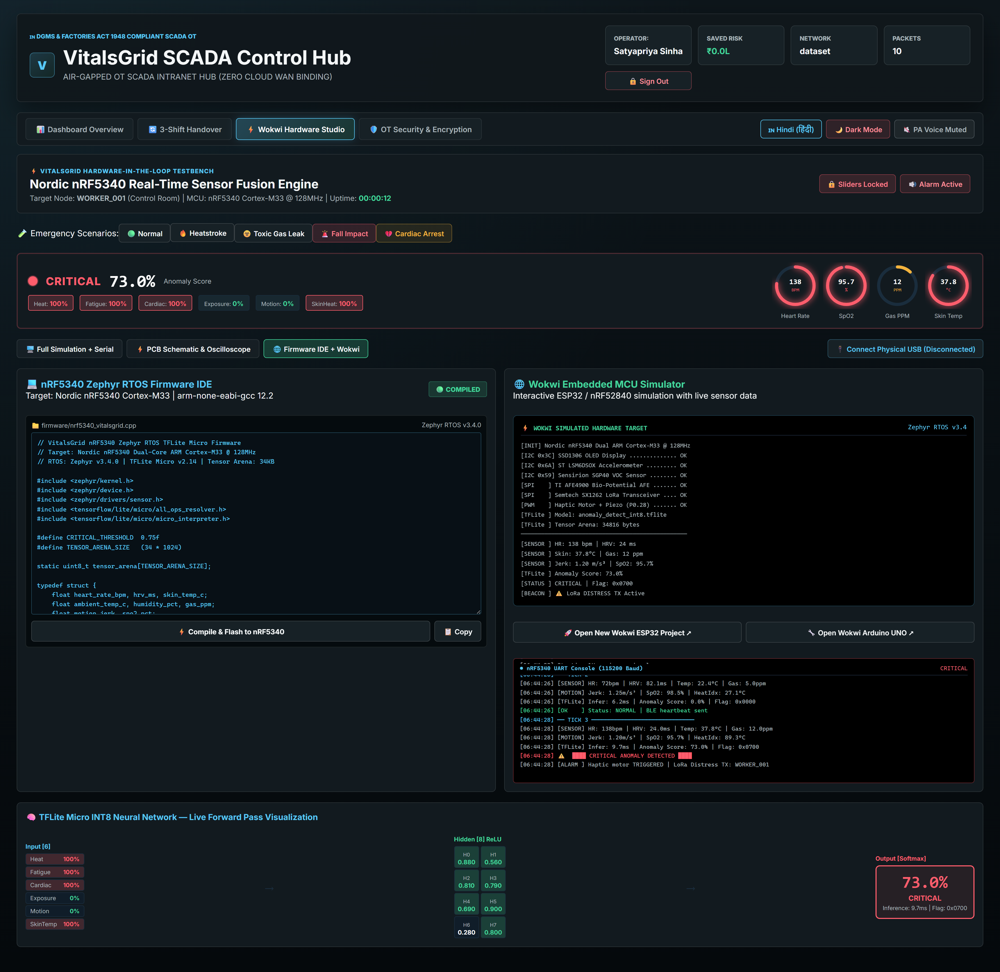 IN DGMS & FACTORIES ACT 1948 COMPLIANT SCADA OT
V
VitalsGrid SCADA Control Hub
AIR-GAPPED OT SCADA INTRANET HUB (ZERO CLOUD WAN BINDING)
OPERATOR:
Satyapriya Sinha
SAVED RISK
₹0.0L
NETWORK
dataset
PACKETS
10
🔒 Sign Out
📊 Dashboard Overview
🔄 3-Shift Handover
⚡ Wokwi Hardware Studio
🛡️ OT Security & Encryption
IN Hindi (हिंदी)
🌙 Dark Mode
🔇 PA Voice Muted
⚡ VITALSGRID HARDWARE-IN-THE-LOOP TESTBENCH
Nordic nRF5340 Real-Time Sensor Fusion Engine
Target Node: WORKER_001 (Control Room) | MCU: nRF5340 Cortex-M33 @ 128MHz | Uptime: 00:00:12
🔒 Sliders Locked
🔊 Alarm Active
🧪 Emergency Scenarios:
🟢 Normal
🔥 Heatstroke
☣️ Toxic Gas Leak
🚨 Fall Impact
💔 Cardiac Arrest
CRITICAL 73.0% Anomaly Score
Heat: 100%
Fatigue: 100%
Cardiac: 100%
Exposure: 0%
Motion: 0%
SkinHeat: 100%
138
BPM
Heart Rate
95.7
%
SpO2
12
PPM
Gas PPM
37.8
°C
Skin Temp
🖥️ Full Simulation + Serial
⚡ PCB Schematic & Oscilloscope
🌐 Firmware IDE + Wokwi
🔌 Connect Physical USB (Disconnected)
💻 nRF5340 Zephyr RTOS Firmware IDE
Target: Nordic nRF5340 Cortex-M33 | arm-none-eabi-gcc 12.2
🟢 COMPILED
📁 firmware/nrf5340_vitalsgrid.cpp
Zephyr RTOS v3.4.0
// VitalsGrid nRF5340 Zephyr RTOS TFLite Micro Firmware
// Target: Nordic nRF5340 Dual-Core ARM Cortex-M33 @ 128MHz
// RTOS: Zephyr v3.4.0 | TFLite Micro v2.14 | Tensor Arena: 34KB
#include <zephyr/kernel.h>
#include <zephyr/device.h>
#include <zephyr/drivers/sensor.h>
#include <tensorflow/lite/micro/all_ops_resolver.h>
#include <tensorflow/lite/micro/micro_interpreter.h>
#define CRITICAL_THRESHOLD  0.75f
#define TENSOR_ARENA_SIZE   (34 * 1024)
static uint8_t tensor_arena[TENSOR_ARENA_SIZE];
typedef struct {
    float heart_rate_bpm, hrv_ms, skin_temp_c;
    float ambient_temp_c, humidity_pct, gas_ppm;
    float motion_jerk, spo2_pct;
⚡ Compile & Flash to nRF5340
📋 Copy
🌐 Wokwi Embedded MCU Simulator
Interactive ESP32 / nRF52840 simulation with live sensor data
⚡ WOKWI SIMULATED HARDWARE TARGET
Zephyr RTOS v3.4
[INIT] Nordic nRF5340 Dual ARM Cortex-M33 @ 128MHz
[I2C 0x3C] SSD1306 OLED Display .............. OK
[I2C 0x6A] ST LSM6DSOX Accelerometer ......... OK
[I2C 0x59] Sensirion SGP40 VOC Sensor ........ OK
[SPI    ] TI AFE4900 Bio-Potential AFE ....... OK
[SPI    ] Semtech SX1262 LoRa Transceiver .... OK
[PWM    ] Haptic Motor + Piezo (P0.28) ....... OK
[TFLite ] Model: anomaly_detect_int8.tflite
[TFLite ] Tensor Arena: 34816 bytes
[SENSOR ] HR: 138 bpm | HRV: 24 ms
[SENSOR ] Skin: 37.8°C | Gas: 12 ppm
[SENSOR ] Jerk: 1.20 m/s³ | SpO2: 95.7%
[TFLite ] Anomaly Score: 73.0%
[STATUS ] CRITICAL | Flag: 0x0700
[BEACON ] ⚠️ LoRa DISTRESS TX Active
🚀 Open New Wokwi ESP32 Project ↗
🔧 Open Wokwi Arduino UNO ↗
● nRF5340 UART Console (115200 Baud)
CRITICAL
[06:44:26] [SENSOR] HR: 72bpm | HRV: 82.1ms | Temp: 22.4°C | Gas: 5.0ppm
[06:44:26] [MOTION] Jerk: 1.25m/s³ | SpO2: 98.5% | HeatIdx: 27.1°C
[06:44:26] [TFLite] Infer: 6.2ms | Anomaly Score: 0.0% | Flag: 0x0000
[06:44:26] [OK    ] Status: NORMAL | BLE heartbeat sent
[06:44:28] ── TICK 3 ──────────────────────────────
[06:44:28] [SENSOR] HR: 138bpm | HRV: 24.0ms | Temp: 37.8°C | Gas: 12.0ppm
[06:44:28] [MOTION] Jerk: 1.20m/s³ | SpO2: 95.7% | HeatIdx: 89.3°C
[06:44:28] [TFLite] Infer: 9.7ms | Anomaly Score: 73.0% | Flag: 0x0700
[06:44:28] ⚠️ ████ CRITICAL ANOMALY DETECTED ████
[06:44:28] [ALARM ] Haptic motor TRIGGERED | LoRa Distress TX: WORKER_001
🧠 TFLite Micro INT8 Neural Network — Live Forward Pass Visualization
Input [6]
Heat 100%
Fatigue 100%
Cardiac 100%
Exposure 0%
Motion 0%
SkinTemp 100%
→
Hidden [8] ReLU
H0 H1
0.880 0.560
H2 H3
0.810 0.790
H4 H5
0.690 0.900
H6 H7
0.280 0.800
→
Output [Softmax]
73.0%
CRITICAL
Inference: 9.7ms | Flag: 0x0700